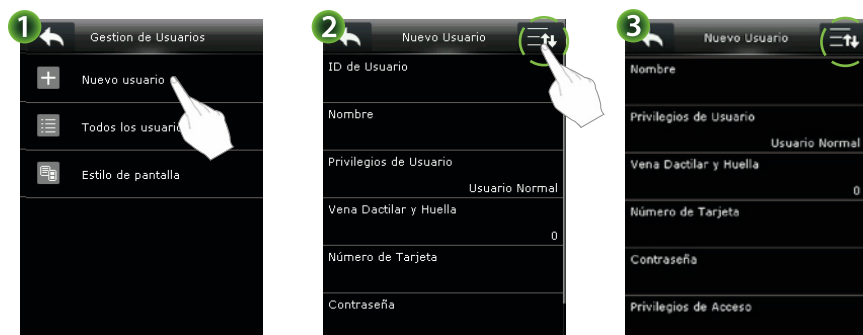 1
Gestion de Usuarios
Nuevo usuario
Todos los usuario
Estilo de pantalla
2
Nuevo Usuario
ID de Usuario
Nombre
Privilegios de Usuario
Usuario Normal
Vena Dactilar y Huella
0
Número de Tarjeta
Contraseña
3
Nuevo Usuario
Nombre
Privilegios de Usuario
Usuario Normal
Vena Dactilar y Huella
0
Número de Tarjeta
Contraseña
Privilegios de Acceso